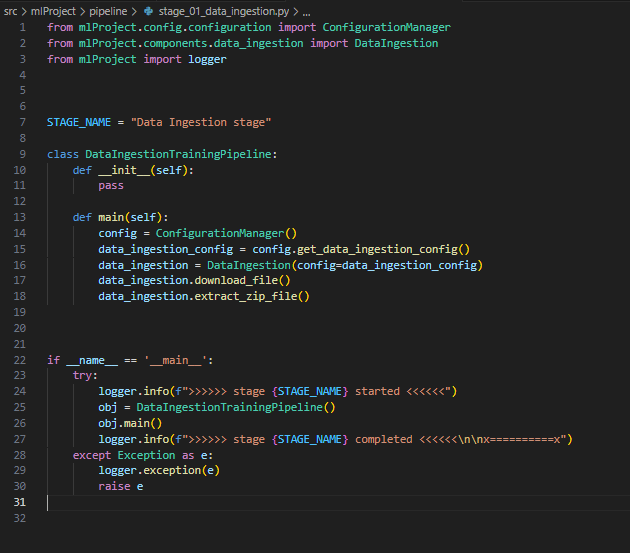 src > mlProject > pipeline > stage_01_data_ingestion.py > ...
1 from mlProject.config.configuration import ConfigurationManager
2 from mlProject.components.data_ingestion import DataIngestion
3 from mlProject import logger
4
5
6
7 STAGE_NAME = "Data Ingestion stage"
8
9 class DataIngestionTrainingPipeline:
10     def __init__(self):
11         pass
12
13     def main(self):
14         config = ConfigurationManager()
15         data_ingestion_config = config.get_data_ingestion_config()
16         data_ingestion = DataIngestion(config=data_ingestion_config)
17         data_ingestion.download_file()
18         data_ingestion.extract_zip_file()
19
20
21
22 if __name__ == '__main__':
23     try:
24         logger.info(f">>>>>> stage {STAGE_NAME} started <<<<<<")
25         obj = DataIngestionTrainingPipeline()
26         obj.main()
27         logger.info(f">>>>>> stage {STAGE_NAME} completed <<<<<<\n\nx==========x")
28     except Exception as e:
29         logger.exception(e)
30         raise e
31
32